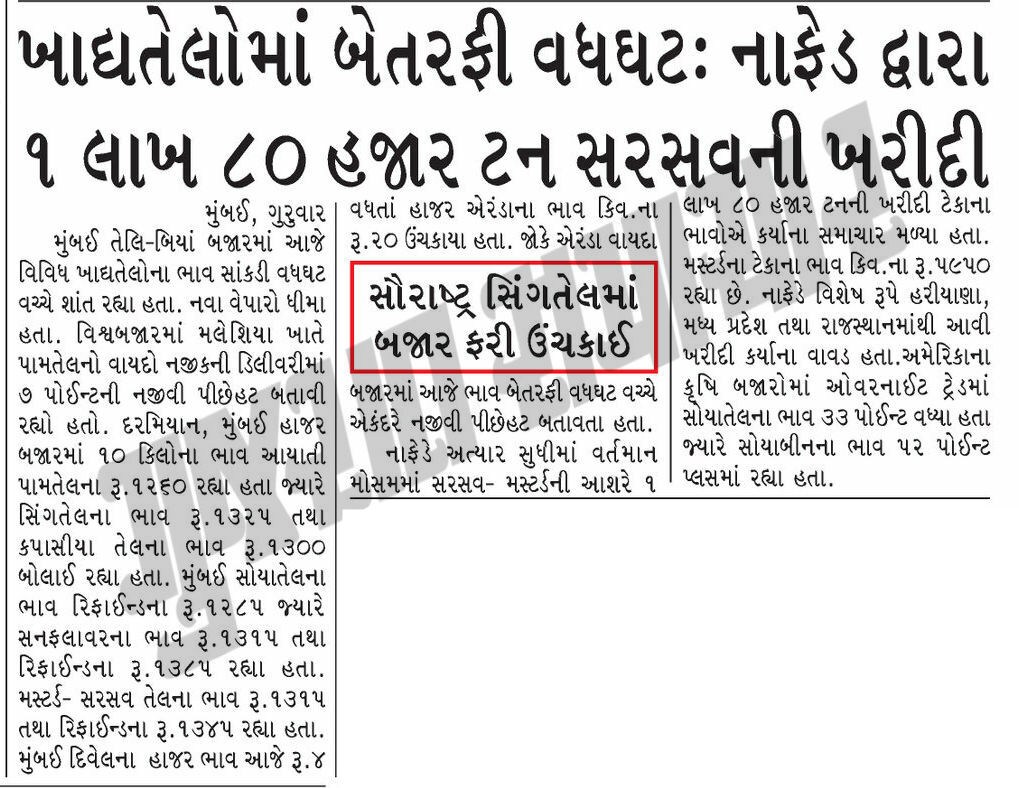 ખાદ્યતેલોમાં બેતરફી વધઘટઃ નાફેડ દ્વારા
૧ લાખ ૮૦ હજાર ટન સરસવની ખરીદી
મુંબઈ, ગુરુવાર
મુંબઈ તેલિ-બિયાં બજારમાં આજે
વિવિધ ખાદ્યતેલોના ભાવ સાંકડી વધઘટ
વચ્ચે શાંત રહ્યા હતા. નવા વેપારો ધીમા
હતા. વિશ્વબજારમાં મલેશિયા ખાતે
પામતેલનો વાયદો નજીકની ડિલીવરીમાં
૭ પોઈન્ટની નજીવી પીછેહટ બતાવી
રહ્યો હતો. દરમિયાન, મુંબઈ હાજર
બજારમાં ૧૦ કિલોના ભાવ આયાતી
પામતેલના રૂ.૧૨૬૦ રહ્યા હતા જ્યારે
સિંગતેલના ભાવ રૂ.૧૩૨૫ તથા
કપાસીયા તેલના ભાવ રૂ.૧૩૦૦
બોલાઈ રહ્યા હતા. મુંબઈ સોયાતેલના
ભાવ રિફાઈન્ડના રૂ.૧૨૮૫ જ્યારે
સનફલાવરના ભાવ રૂ.૧૩૧૫ તથા
રિફાઈન્ડના રૂ.૧૩૮૫ રહ્યા હતા.
મસ્ટર્ડ- સરસવ તેલના ભાવ રૂ.૧૩૧૫
તથા રિફાઈન્ડના રૂ.૧૩૪૫ રહ્યા હતા.
મુંબઈ દિવેલના હાજર ભાવ આજે રૂ.૪
વધતાં હાજર એરંડાના ભાવ કિવ.ના
રૂ.૨૦ ઉંચકાયા હતા. જોકે એરંડા વાયદા
સૌરાષ્ટ્ર સિંગતેલમાં
બજાર ફરી ઉંચકાઈ
બજારમાં આજે ભાવ બેતરફી વધઘટ વચ્ચે
એકંદરે નજીવી પીછેહટ બતાવતા હતા.
નાફેડે અત્યાર સુધીમાં વર્તમાન
મોસમમાં સરસવ- મસ્ટર્ડની આશરે ૧
લાખ ૮૦ હજાર ટનની ખરીદી ટેકાના
ભાવોએ કર્યાના સમાચાર મળ્યા હતા.
મસ્ટર્ડના ટેકાના ભાવ કિવ.ના રૂ.૫૯૫૦
રહ્યા છે. નાફેડે વિશેષ રૂપે હરીયાણા,
મધ્ય પ્રદેશ તથા રાજસ્થાનમાંથી આવી
ખરીદી કર્યાના વાવડ હતા.અમેરિકાના
કૃષિ બજારોમાં ઓવરનાઈટ ટ્રેડમાં
સોયાતેલના ભાવ ૩૩ પોઈન્ટ વધ્યા હતા
જ્યારે સોયાબીનના ભાવ ૫૨ પોઈન્ટ
પ્લસમાં રહ્યા હતા.
ગુજરાત સમાચાર